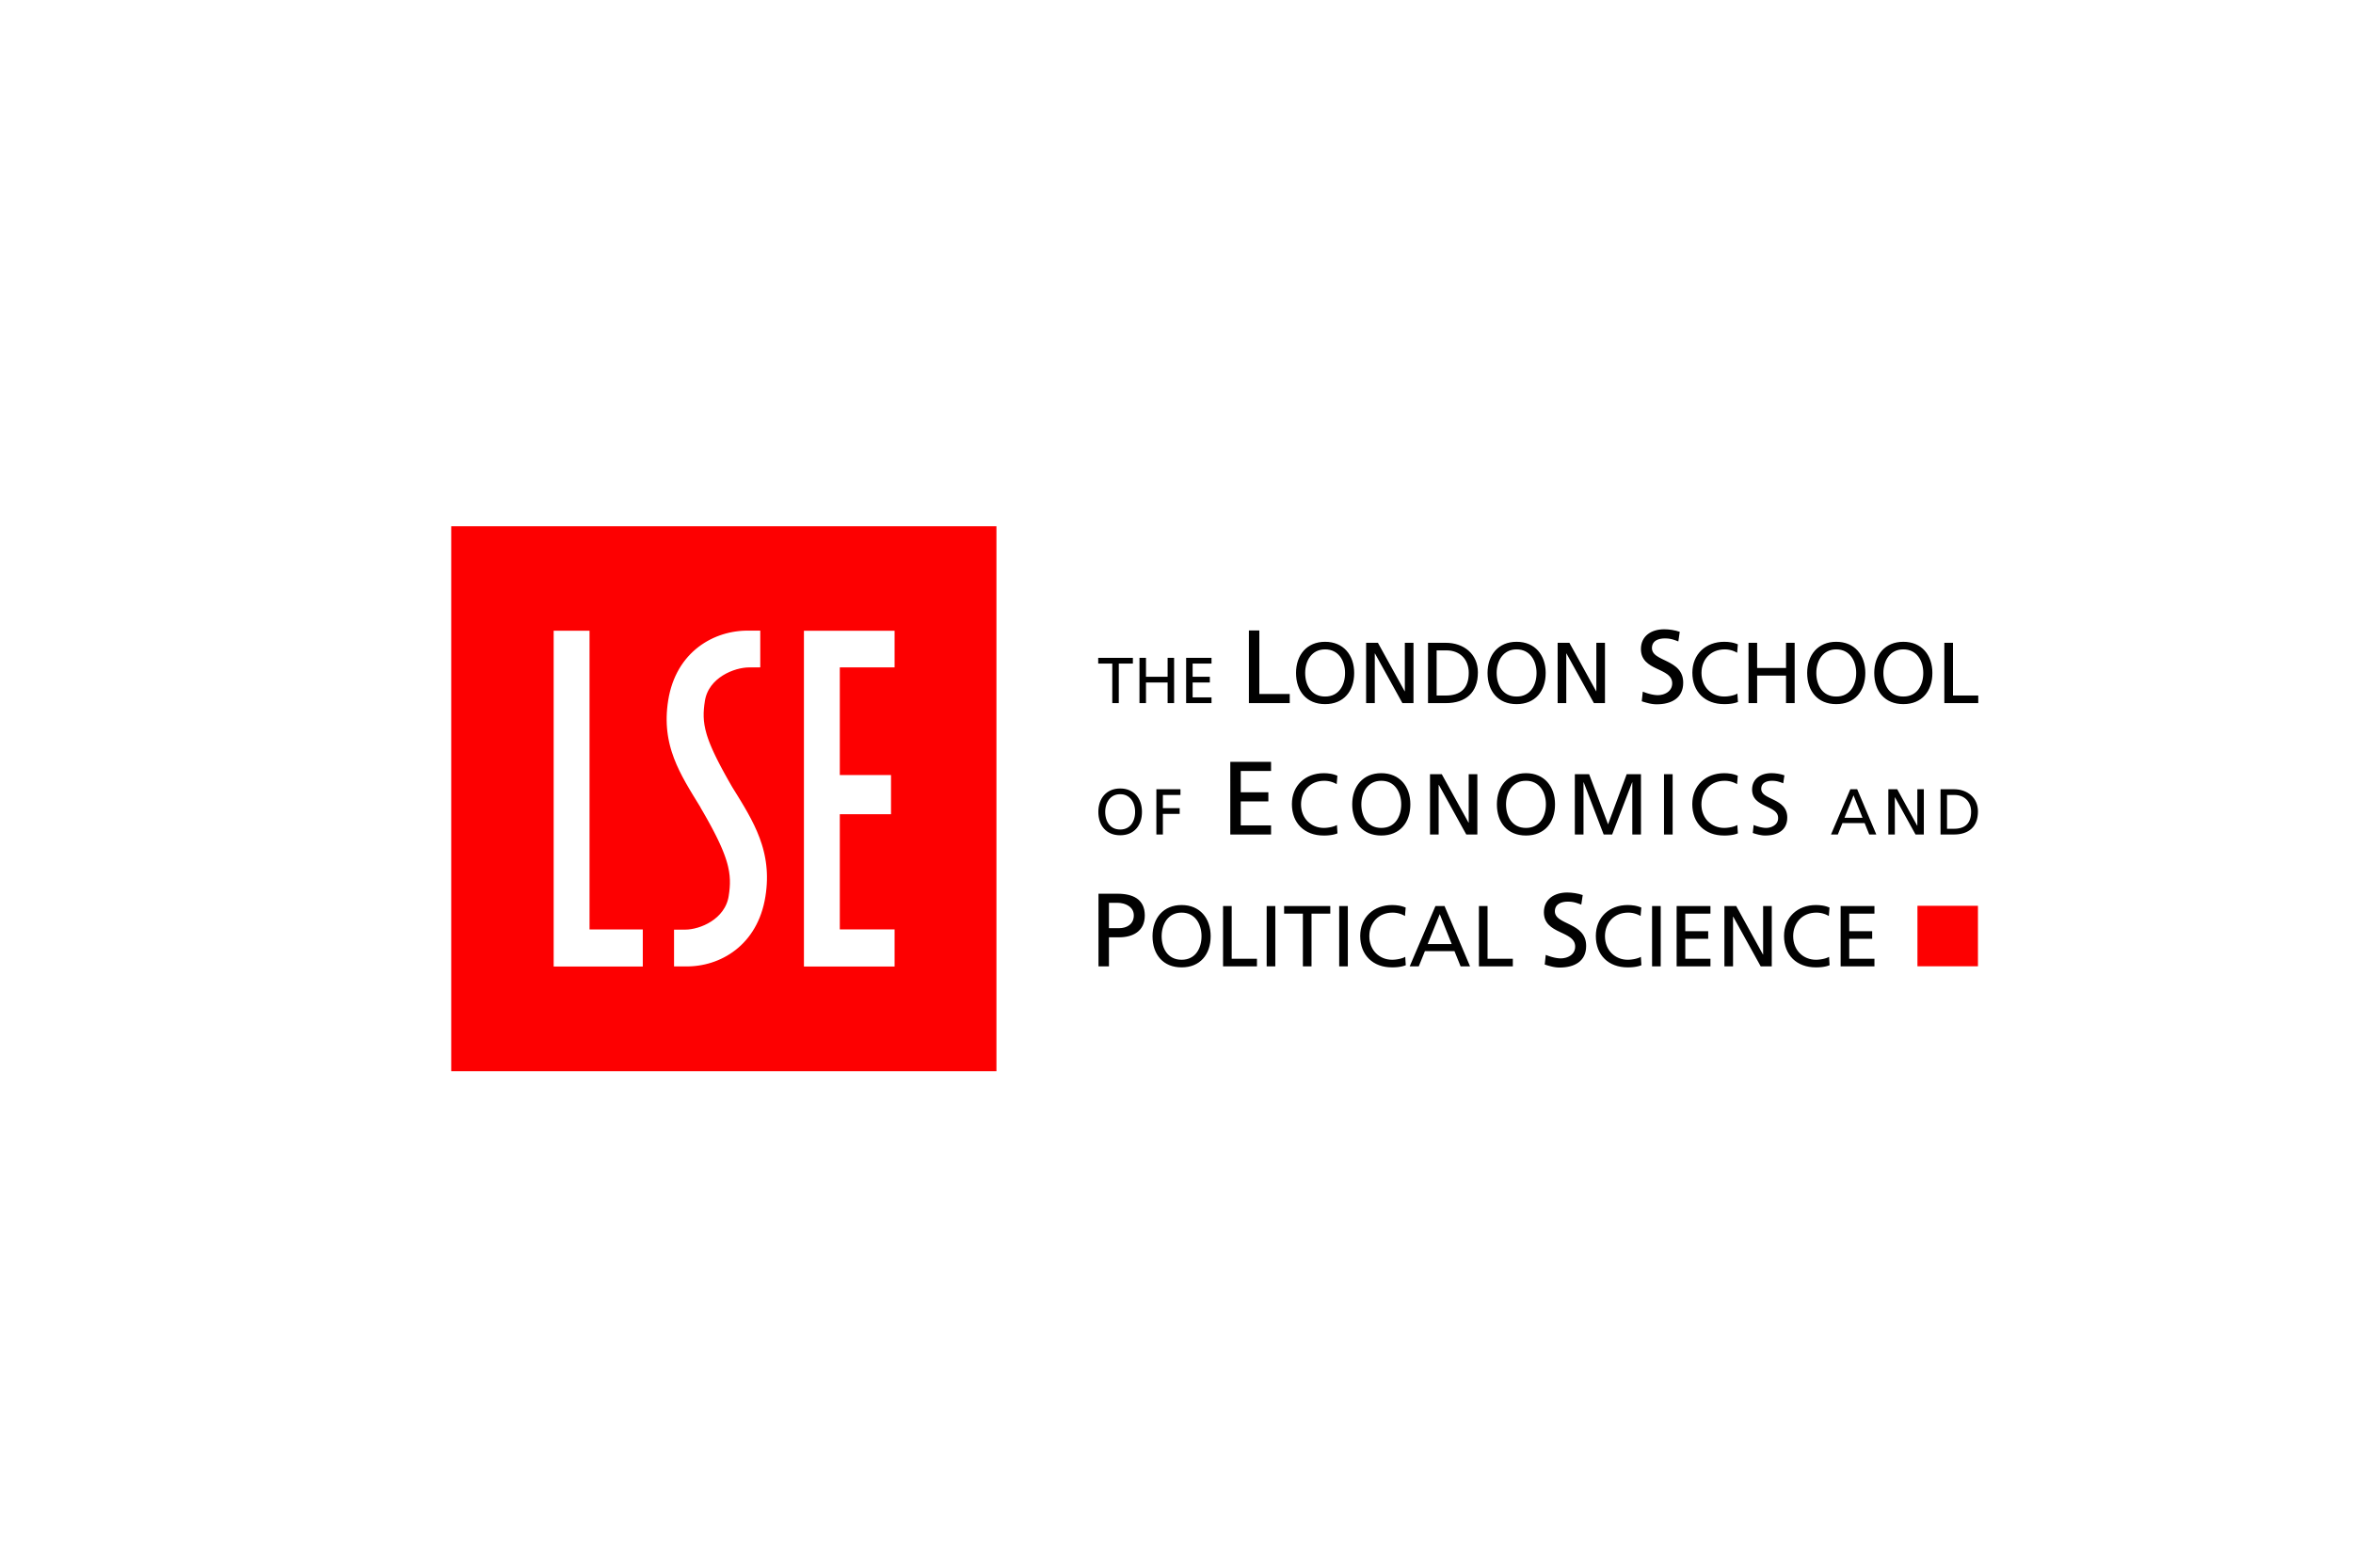 LSE
THE LONDON SCHOOL
OF ECONOMICS AND
POLITICAL SCIENCE